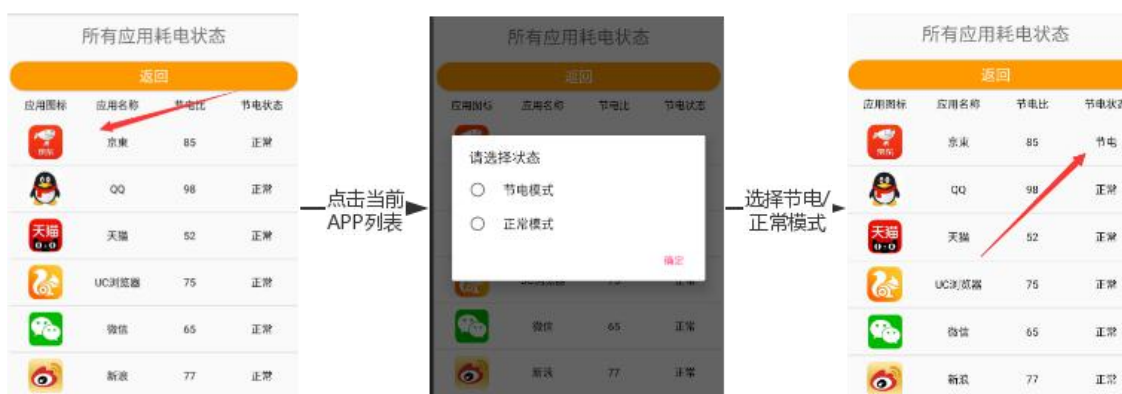 所有应用耗电状态
返回
应用图标 应用名称 节电比 节电状态
京東 85 正常
QQ 98 正常
天猫 52 正常
UC浏览器 75 正常
微信 65 正常
新浪 77 正常
点击当前
APP列表
所有应用耗电状态
返回
应用图标 应用名称 节电比 节电状态
请选择状态
节电模式
正常模式
确定
微信 65 正常
新浪 77 正常
选择节电/
正常模式
所有应用耗电状态
返回
应用图标 应用名称 节电比 节电状态
京東 85 节电
QQ 98 正常
天猫 52 正常
UC浏览器 75 正常
微信 65 正常
新浪 77 正常